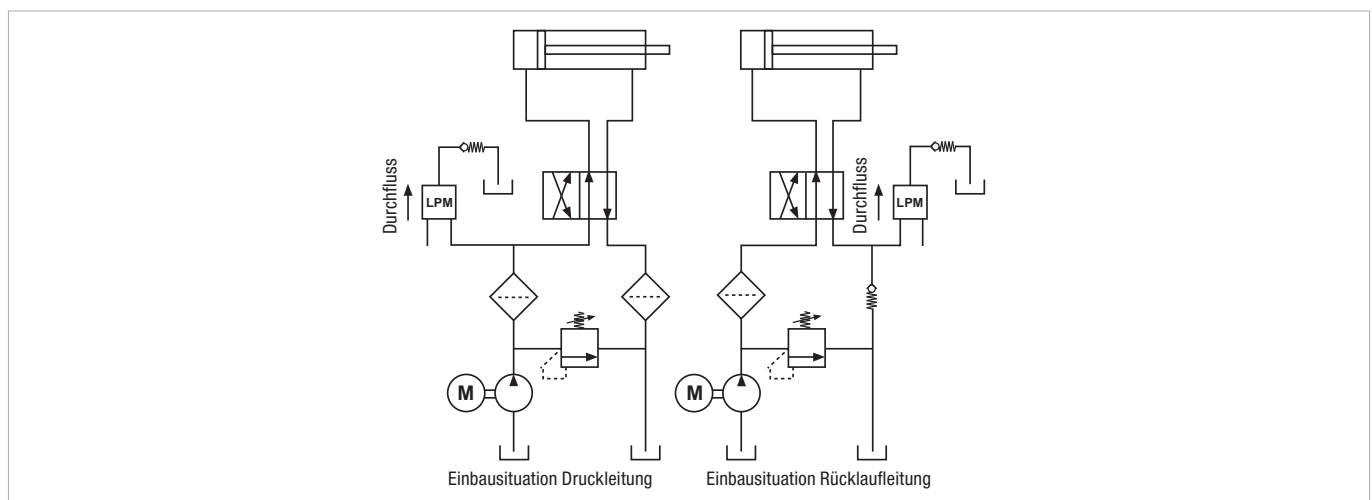 Durchfluss
LPM
M
Einbausituation Druckleitung
Durchfluss
LPM
M
Einbausituation Rücklaufleitung